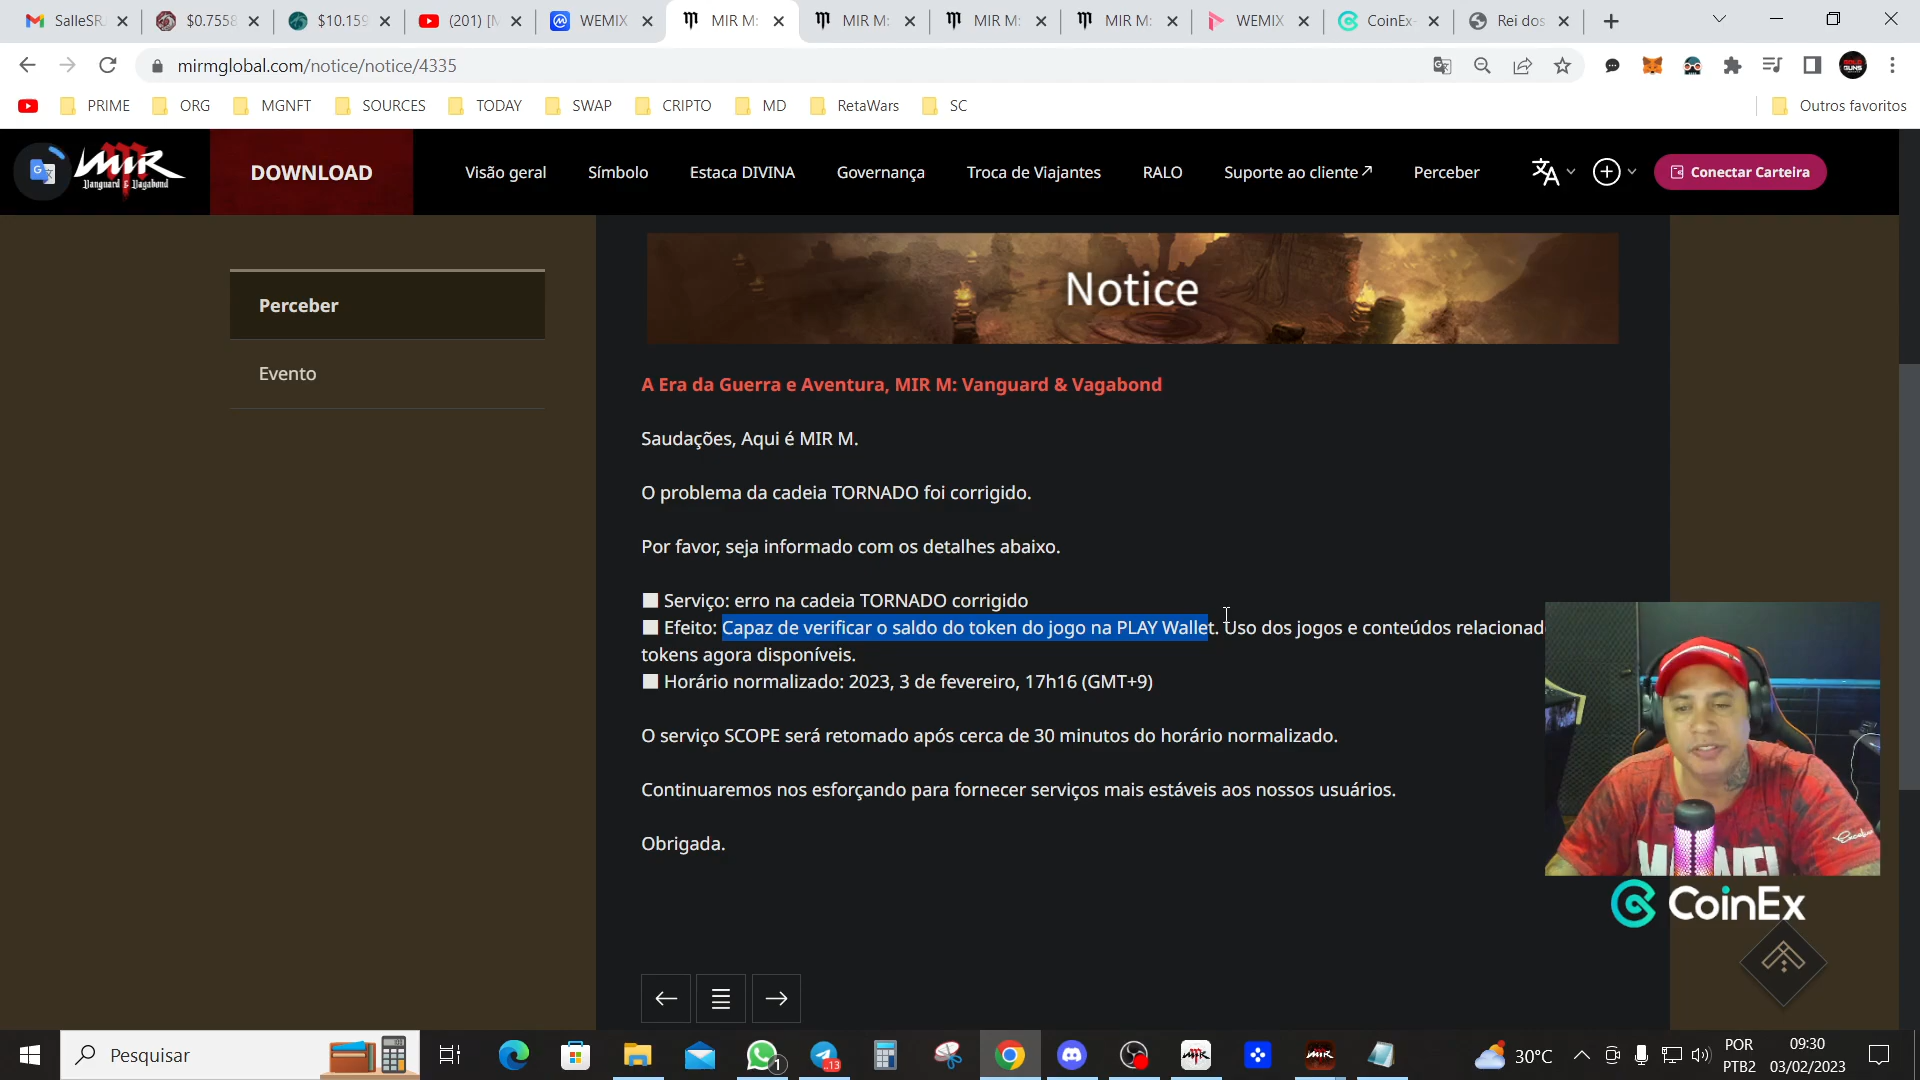 SalleSR
$0.7558
$10.159
(201) [M
WEMIX
MIR M:
MIR M:
MIR M:
MIR M:
WEMIX
CoinEx
Rei dos
mirmglobal.com/notice/notice/4335
PRIME
ORG
MGNFT
SOURCES
TODAY
SWAP
CRIPTO
MD
RetaWars
SC
Outros favoritos
MIR
Vanguard & Vagabond
DOWNLOAD
Visão geral
Símbolo
Estaca DIVINA
Governança
Troca de Viajantes
RALO
Suporte ao cliente
Perceber
Conectar Carteira
Perceber
Evento
Notice
A Era da Guerra e Aventura, MIR M: Vanguard & Vagabond
Saudações, Aqui é MIR M.
O problema da cadeia TORNADO foi corrigido.
Por favor, seja informado com os detalhes abaixo.
Serviço: erro na cadeia TORNADO corrigido
Efeito: Capaz de verificar o saldo do token do jogo na PLAY Wallet. Uso dos jogos e conteúdos relacionad
tokens agora disponíveis.
Horário normalizado: 2023, 3 de fevereiro, 17h16 (GMT+9)
O serviço SCOPE será retomado após cerca de 30 minutos do horário normalizado.
Continuaremos nos esforçando para fornecer serviços mais estáveis aos nossos usuários.
Obrigada.
CoinEx
Pesquisar
1
13
30°C
POR
PTB2
09:30
03/02/2023